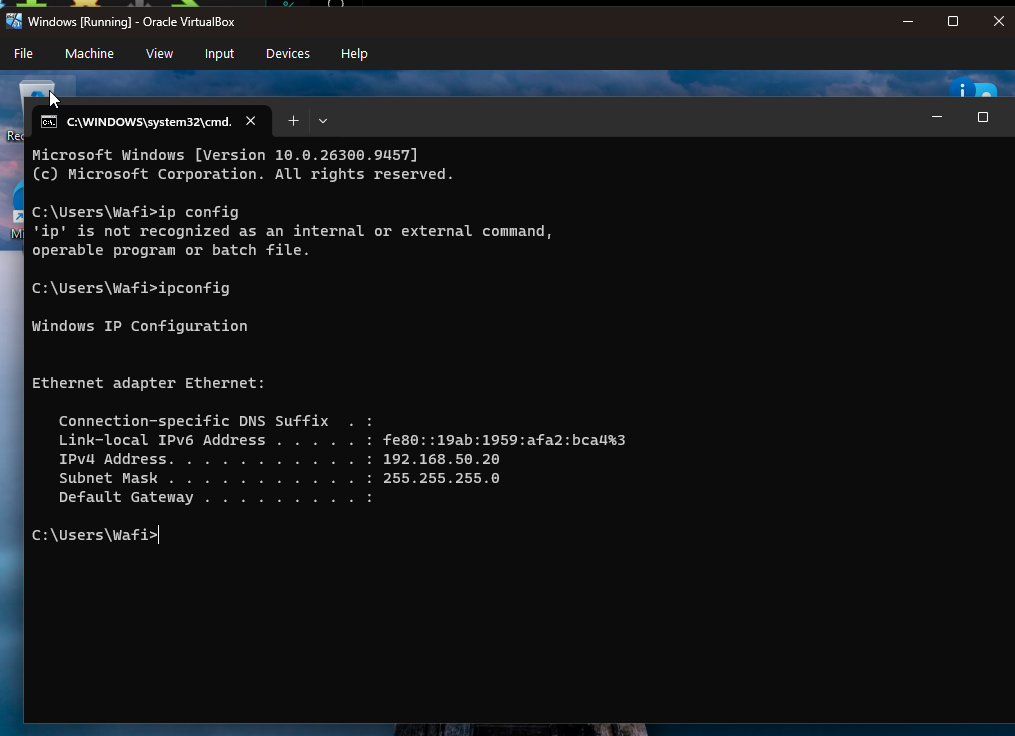 Windows [Running] - Oracle VirtualBox
File Machine View Input Devices Help
C:\WINDOWS\system32\cmd.
Microsoft Windows [Version 10.0.26300.9457]
(c) Microsoft Corporation. All rights reserved.
C:\Users\Wafi>ip config
'ip' is not recognized as an internal or external command,
operable program or batch file.
C:\Users\Wafi>ipconfig
Windows IP Configuration
Ethernet adapter Ethernet:
Connection-specific DNS Suffix  . :
Link-local IPv6 Address . . . . . : fe80::19ab:1959:afa2:bca4%3
IPv4 Address. . . . . . . . . . . : 192.168.50.20
Subnet Mask . . . . . . . . . . . : 255.255.255.0
Default Gateway . . . . . . . . . :
C:\Users\Wafi>